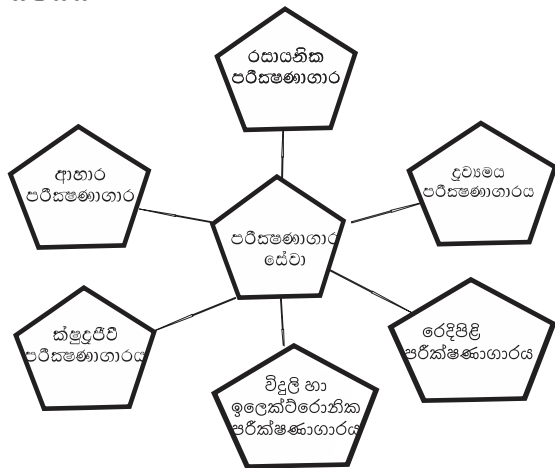 රසායනික
පරීක්‍ෂණාගාර
ආහාර
පරීක්‍ෂණාගාර
ද්‍රව්‍යමය
පරීක්‍ෂණාගාරය
පරීක්‍ෂණාගාර
සේවා
ක්ෂුද්‍රජීවී
පරීක්‍ෂණාගාරය
රෙදිපිළි
පරීක්ෂණාගාරය
විදුලි හා
ඉලෙක්ට්රොනික
පරීක්ෂණාගාරය